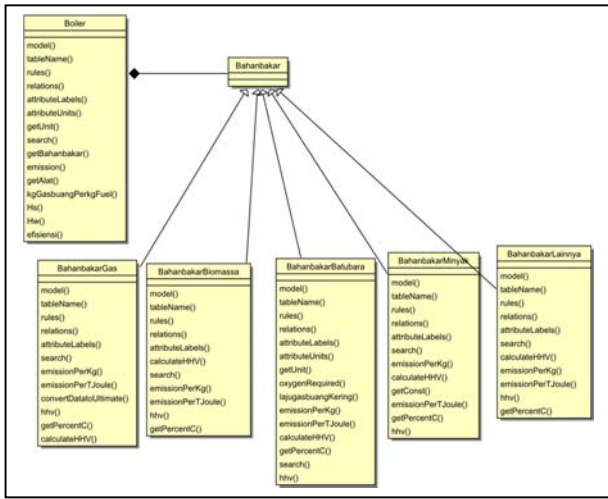 Boiler
model()
tableName()
rules()
relations()
attributeLabels()
attributeUnits()
getUnit()
search()
getBahanbakar()
emission()
getAlat()
kgGasbuangPerkgFuel()
Hs()
Hw()
efisiensi()
Bahanbakar
BahanbakarGas
model()
tableName()
rules()
relations()
attributeLabels()
search()
emissionPerKg()
emissionPerTJoule()
convertDatatoUltimate()
hhv()
getPercentC()
calculateHHV()
BahanbakarBiomassa
model()
tableName()
rules()
relations()
attributeLabels()
calculateHHV()
search()
emissionPerKg()
emissionPerTJoule()
hhv()
getPercentC()
BahanbakarBatubara
model()
tableName()
rules()
relations()
attributeLabels()
attributeUnits()
getUnit()
oxygenRequired()
lajugasbuangKering()
emissionPerKg()
emissionPerTJoule()
calculateHHV()
getPercentC()
search()
hhv()
BahanbakarMinyak
model()
tableName()
rules()
relations()
attributeLabels()
search()
emissionPerKg()
calculateHHV()
getConst()
emissionPerTJoule()
hhv()
BahanbakarLainnya
model()
tableName()
rules()
relations()
attributeLabels()
search()
calculateHHV()
emissionPerKg()
emissionPerTJoule()
hhv()
getPercentC()